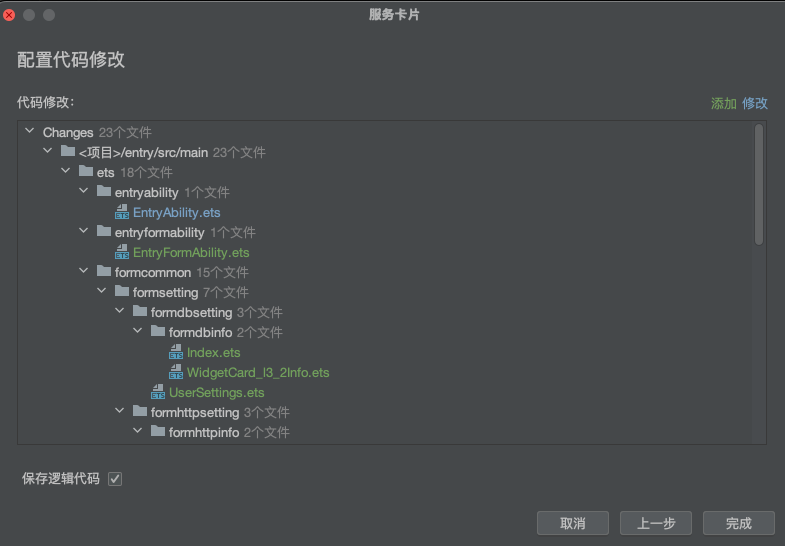 服务卡片
配置代码修改
代码修改：
添加 修改
Changes 23个文件
<项目>/entry/src/main 23个文件
ets 18个文件
entryability 1个文件
ETS EntryAbility.ets
entryformability 1个文件
ETS EntryFormAbility.ets
formcommon 15个文件
formsetting 7个文件
formdbsetting 3个文件
formdbinfo 2个文件
ETS Index.ets
ETS WidgetCard_l3_2Info.ets
ETS UserSettings.ets
formhttpsetting 3个文件
formhttpinfo 2个文件
保存逻辑代码
取消 上一步 完成